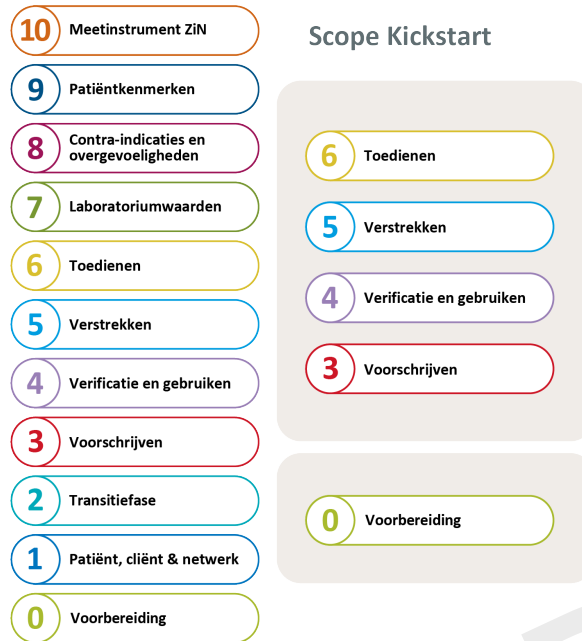 10 Meetinstrument ZiN
9 Patiëntkenmerken
8 Contra-indicaties en
overgevoeligheden
7 Laboratoriumwaarden
6 Toedienen
5 Verstrekken
4 Verificatie en gebruiken
3 Voorschrijven
2 Transitiefase
1 Patiënt, cliënt & netwerk
0 Voorbereiding
Scope Kickstart
6 Toedienen
5 Verstrekken
4 Verificatie en gebruiken
3 Voorschrijven
0 Voorbereiding